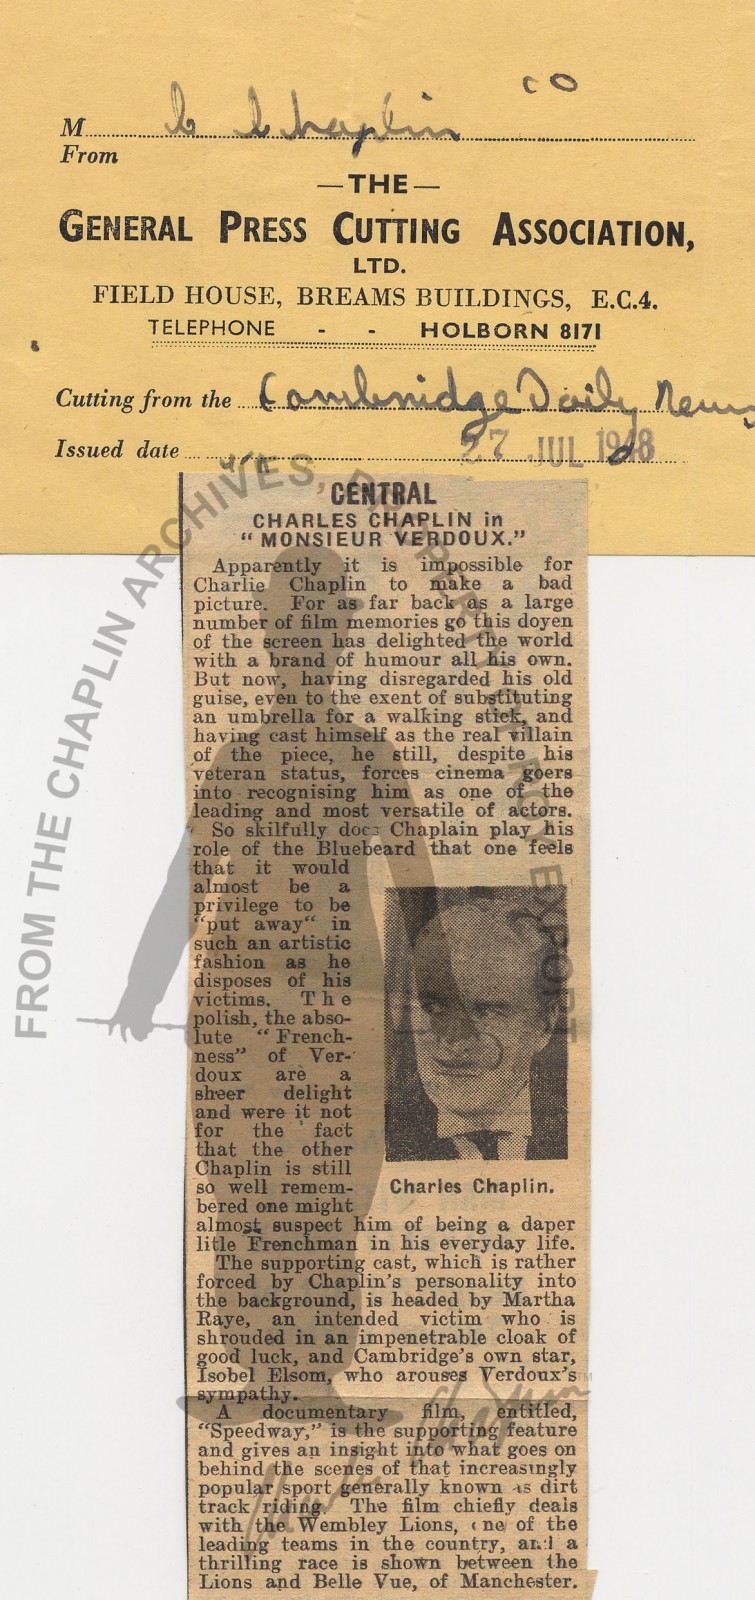 co
M C Chaplin
From
—THE—
GENERAL PRESS CUTTING ASSOCIATION,
LTD.
FIELD HOUSE, BREAMS BUILDINGS, E.C.4.
TELEPHONE - - HOLBORN 8171
Cutting from the Cambridge Daily News
Issued date 27 JUL 1948
CENTRAL
CHARLES CHAPLIN in
" MONSIEUR VERDOUX."
Apparently it is impossible for
Charlie Chaplin to make a bad
picture. For as far back as a large
number of film memories go this doyen
of the screen has delighted the world
with a brand of humour all his own.
But now, having disregarded his old
guise, even to the exent of substituting
an umbrella for a walking stick, and
having cast himself as the real villain
of the piece, he still, despite his
veteran status, forces cinema goers
into recognising him as one of the
leading and most versatile of actors.
So skilfully does Chaplain play his
role of the Bluebeard that one feels
that it would
almost be a
privilege to be
"put away" in
such an artistic
fashion as he
disposes of his
victims. The
polish, the abso-
lute " French-
ness" of Ver-
doux are a
sheer delight
and were it not
for the fact
that the other
Chaplin is still
so well remem-
bered one might
almost suspect him of being a daper
litle Frenchman in his everyday life.
Charles Chaplin.
The supporting cast, which is rather
forced by Chaplin's personality into
the background, is headed by Martha
Raye, an intended victim who is
shrouded in an impenetrable cloak of
good luck, and Cambridge's own star,
Isobel Elsom, who arouses Verdoux's
sympathy.
A documentary film, entitled,
"Speedway," is the supporting feature
and gives an insight into what goes on
behind the scenes of that increasingly
popular sport generally known as dirt
track riding. The film chiefly deals
with the Wembley Lions, one of the
leading teams in the country, and a
thrilling race is shown between the
Lions and Belle Vue, of Manchester.
FROM THE CHAPLIN ARCHIVES, PROPERTY OF ROY EXPORT
Charles Chaplin
TM